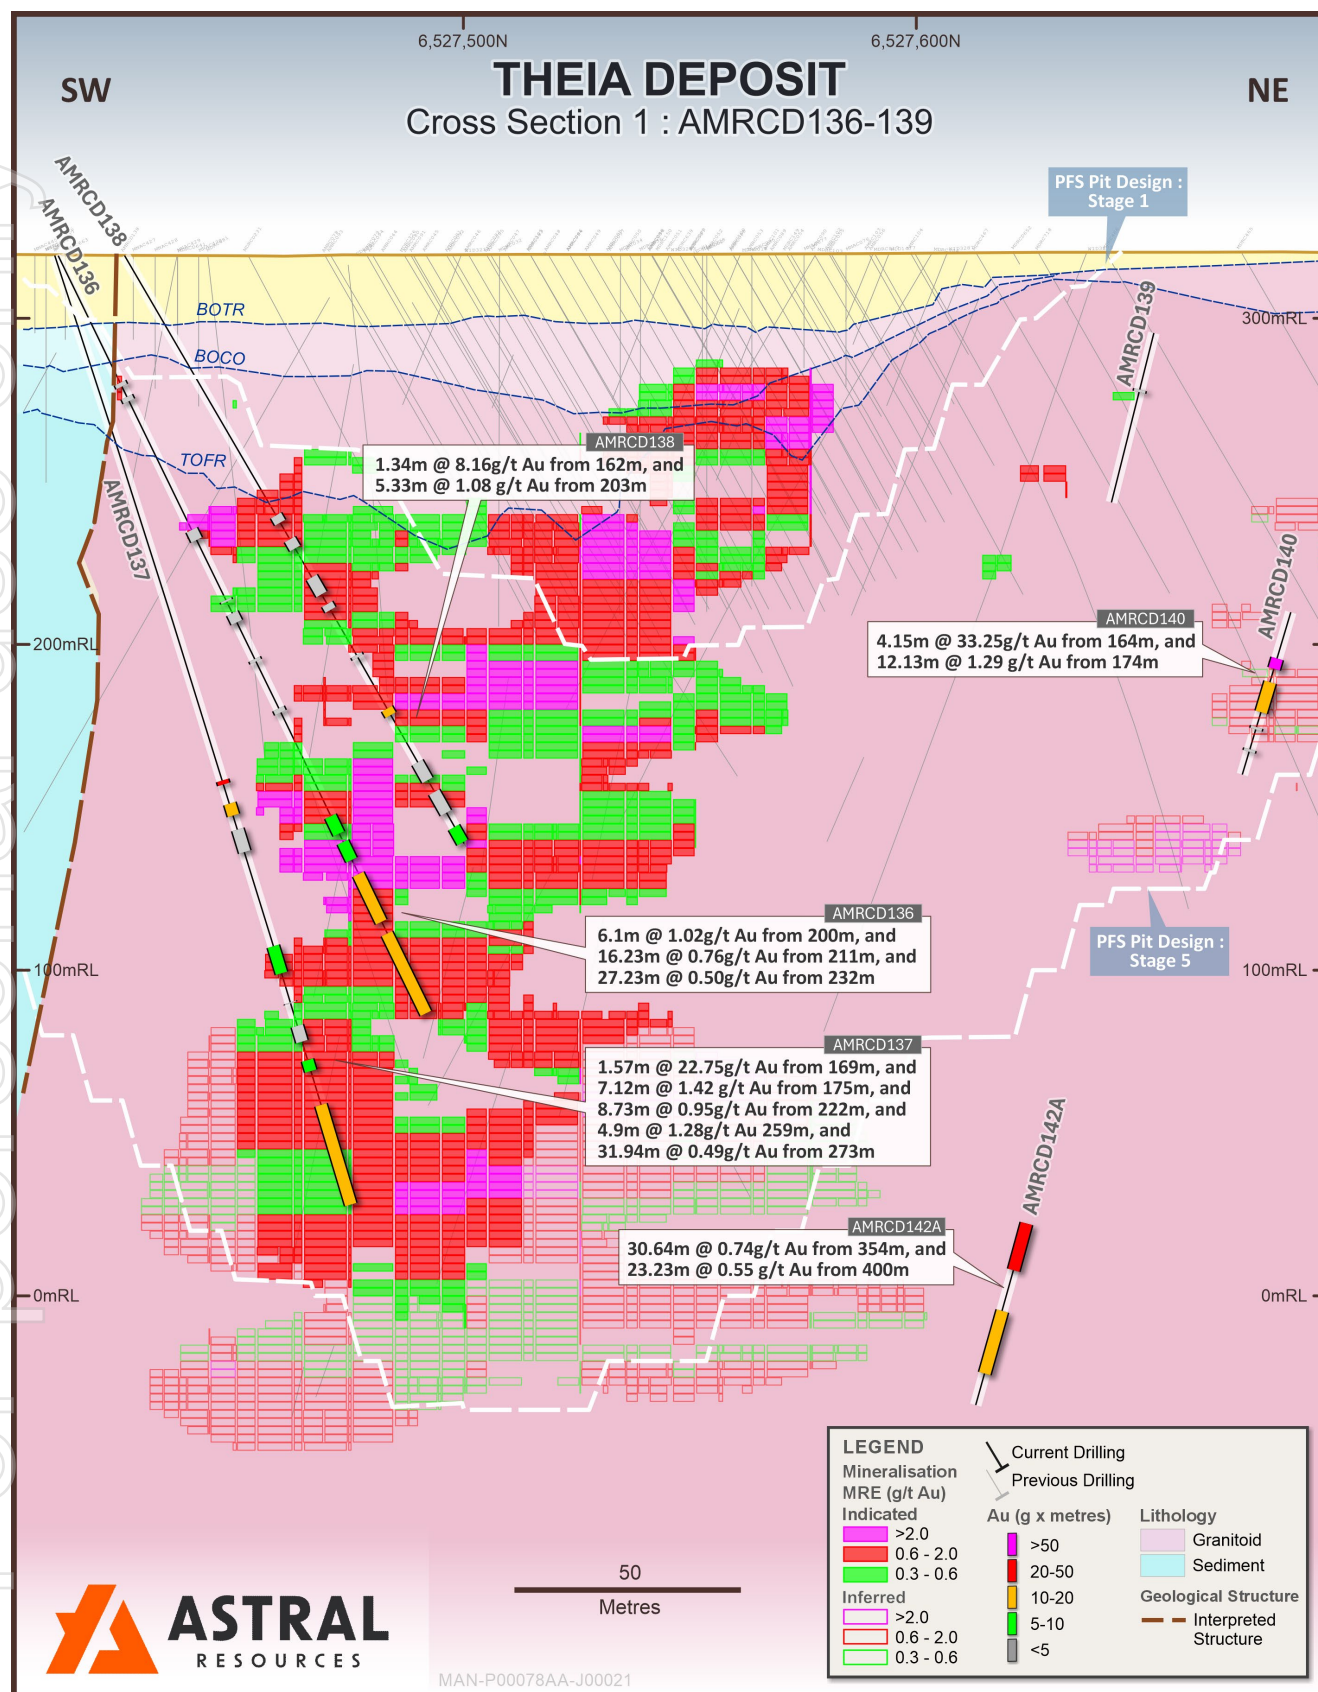 6,527,500N
6,527,600N
SW
THEIA DEPOSIT
NE
Cross Section 1 : AMRCD136-139
AMRCD138
AMRCD136
PFS Pit Design :
Stage 1
BOTR
AMRCD139
300mRL
BOCO
AMRCD138
1.34m @ 8.16g/t Au from 162m, and
5.33m @ 1.08 g/t Au from 203m
TOFR
AMRCD137
AMRCD140
AMRCD140
4.15m @ 33.25g/t Au from 164m, and
12.13m @ 1.29 g/t Au from 174m
200mRL
AMRCD136
6.1m @ 1.02g/t Au from 200m, and
16.23m @ 0.76g/t Au from 211m, and
27.23m @ 0.50g/t Au from 232m
PFS Pit Design :
Stage 5
100mRL
100mRL
AMRCD137
1.57m @ 22.75g/t Au from 169m, and
7.12m @ 1.42 g/t Au from 175m, and
8.73m @ 0.95g/t Au from 222m, and
4.9m @ 1.28g/t Au 259m, and
31.94m @ 0.49g/t Au from 273m
AMRCD142A
AMRCD142A
30.64m @ 0.74g/t Au from 354m, and
23.23m @ 0.55 g/t Au from 400m
0mRL
0mRL
LEGEND
Mineralisation
MRE (g/t Au)
Indicated
>2.0
0.6 - 2.0
0.3 - 0.6
Inferred
>2.0
0.6 - 2.0
0.3 - 0.6
Current Drilling
Previous Drilling
Au (g x metres)
>50
20-50
10-20
5-10
<5
Lithology
Granitoid
Sediment
Geological Structure
Interpreted
Structure
50
Metres
ASTRAL
RESOURCES
MAN-P00078AA-J00021